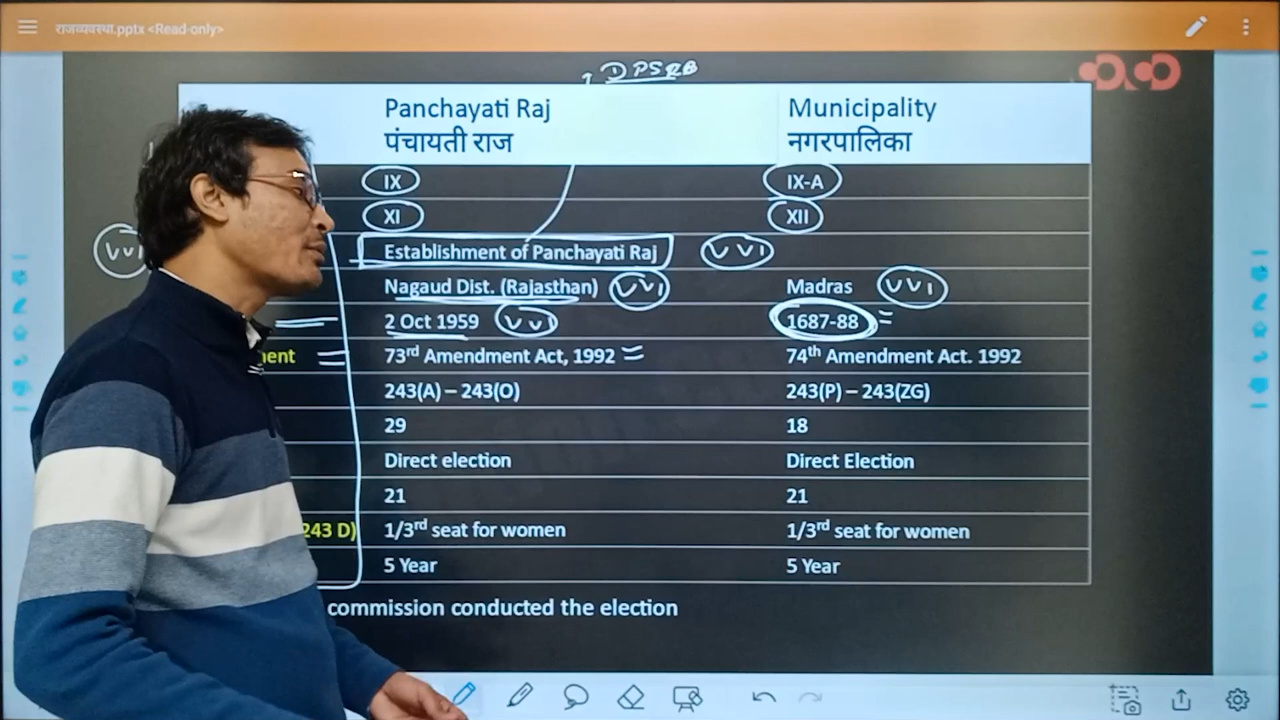 राजव्यवस्था.pptx <Read-only>
DPSRB
Panchayati Raj Municipality
पंचायती राज नगरपालिका
IX IX-A
XI XII
VVI Establishment of Panchayati Raj VVI
Nagaud Dist. (Rajasthan) VVI Madras VVI
2 Oct 1959 VVI 1687-88
ent 73rd Amendment Act, 1992 74th Amendment Act. 1992
243(A) – 243(O) 243(P) – 243(ZG)
29 18
Direct election Direct Election
21 21
243 D) 1/3rd seat for women 1/3rd seat for women
5 Year 5 Year
commission conducted the election